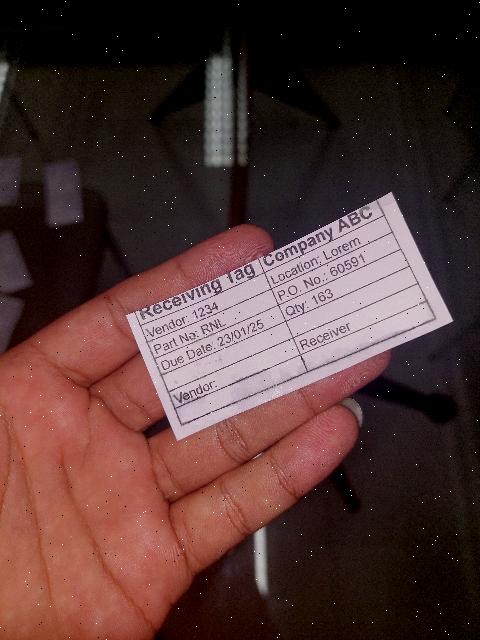 Receiving Tag Company ABC
Vendor: 1234 Location: Lorem
Part No. RNL P.O. No.: 60591
Due Date: 23/01/25 Qty: 163
Vendor: Receiver